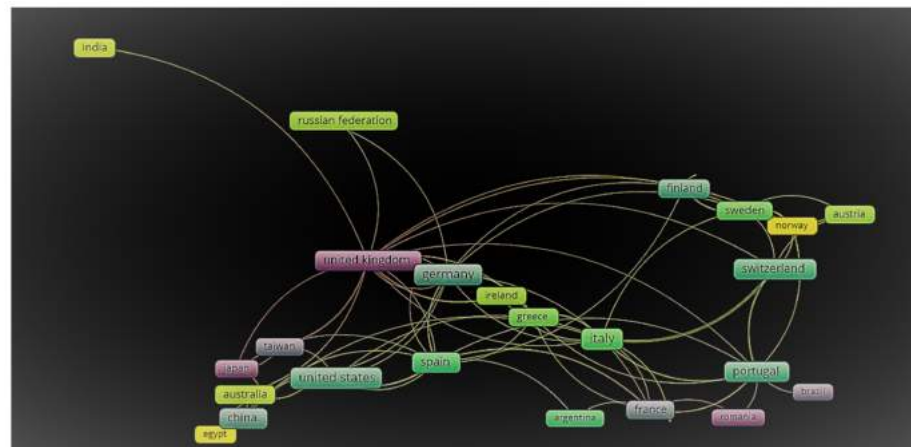 india
russian federation
finland
sweden
austria
norway
united kingdom
germany
switzerland
ireland
greece
italy
taiwan
spain
japan
united states
portugal
australia
brazil
china
argentina
france
romania
egypt